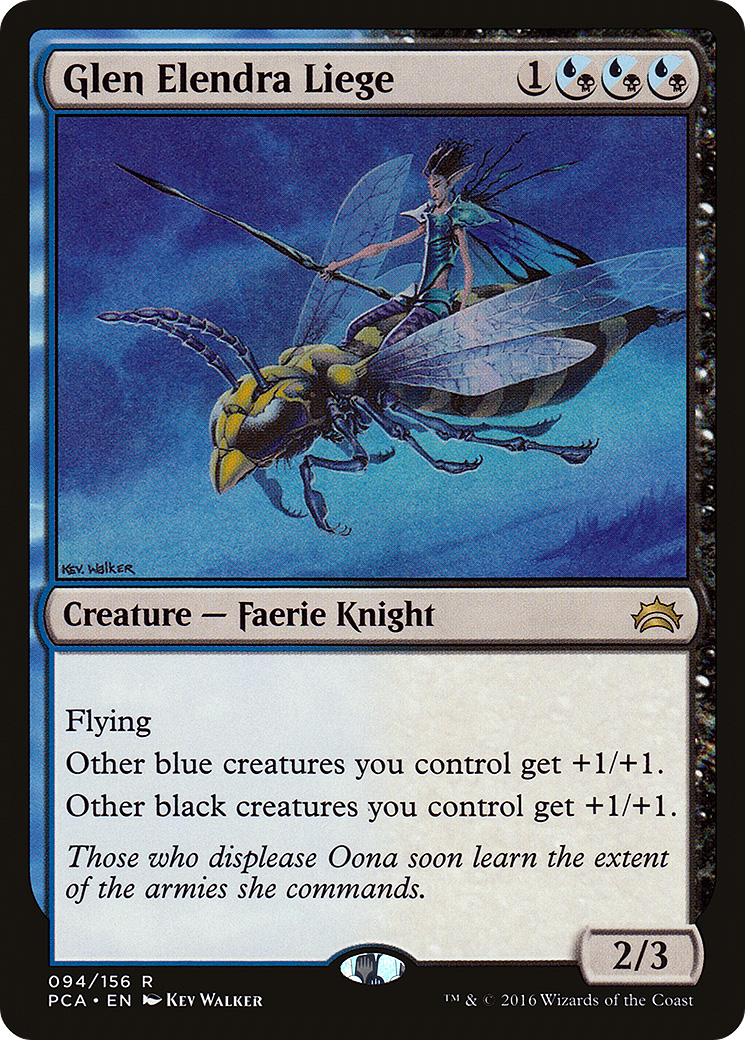 Glen Elendra Liege 1
KEV. WALKER
Creature — Faerie Knight
Flying
Other blue creatures you control get +1/+1.
Other black creatures you control get +1/+1.
Those who displease Oona soon learn the extent
of the armies she commands.
2/3
094/156 R
PCA • EN Kev Walker
™ & © 2016 Wizards of the Coast